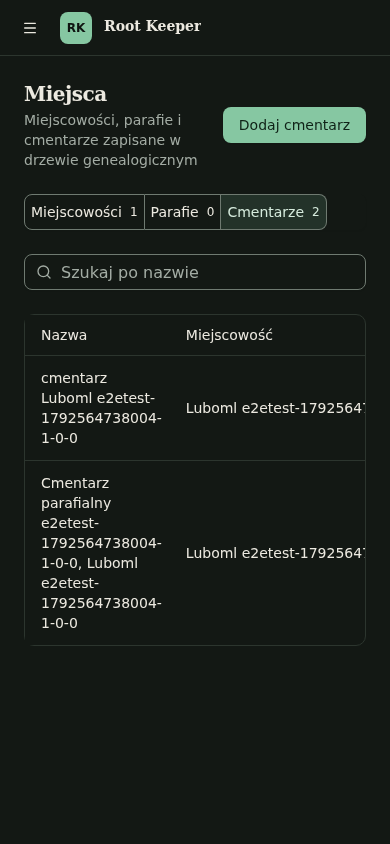 RK Root Keeper
Miejsca
Miejscowości, parafie i
cmentarze zapisane w
drzewie genealogicznym
Dodaj cmentarz
Miejscowości 1 Parafie 0 Cmentarze 2
Szukaj po nazwie
Nazwa Miejscowość
cmentarz
Luboml e2etest-
1792564738004-
1-0-0
Luboml e2etest-1792564
Cmentarz
parafialny
e2etest-
1792564738004-
1-0-0, Luboml
e2etest-
1792564738004-
1-0-0
Luboml e2etest-1792564